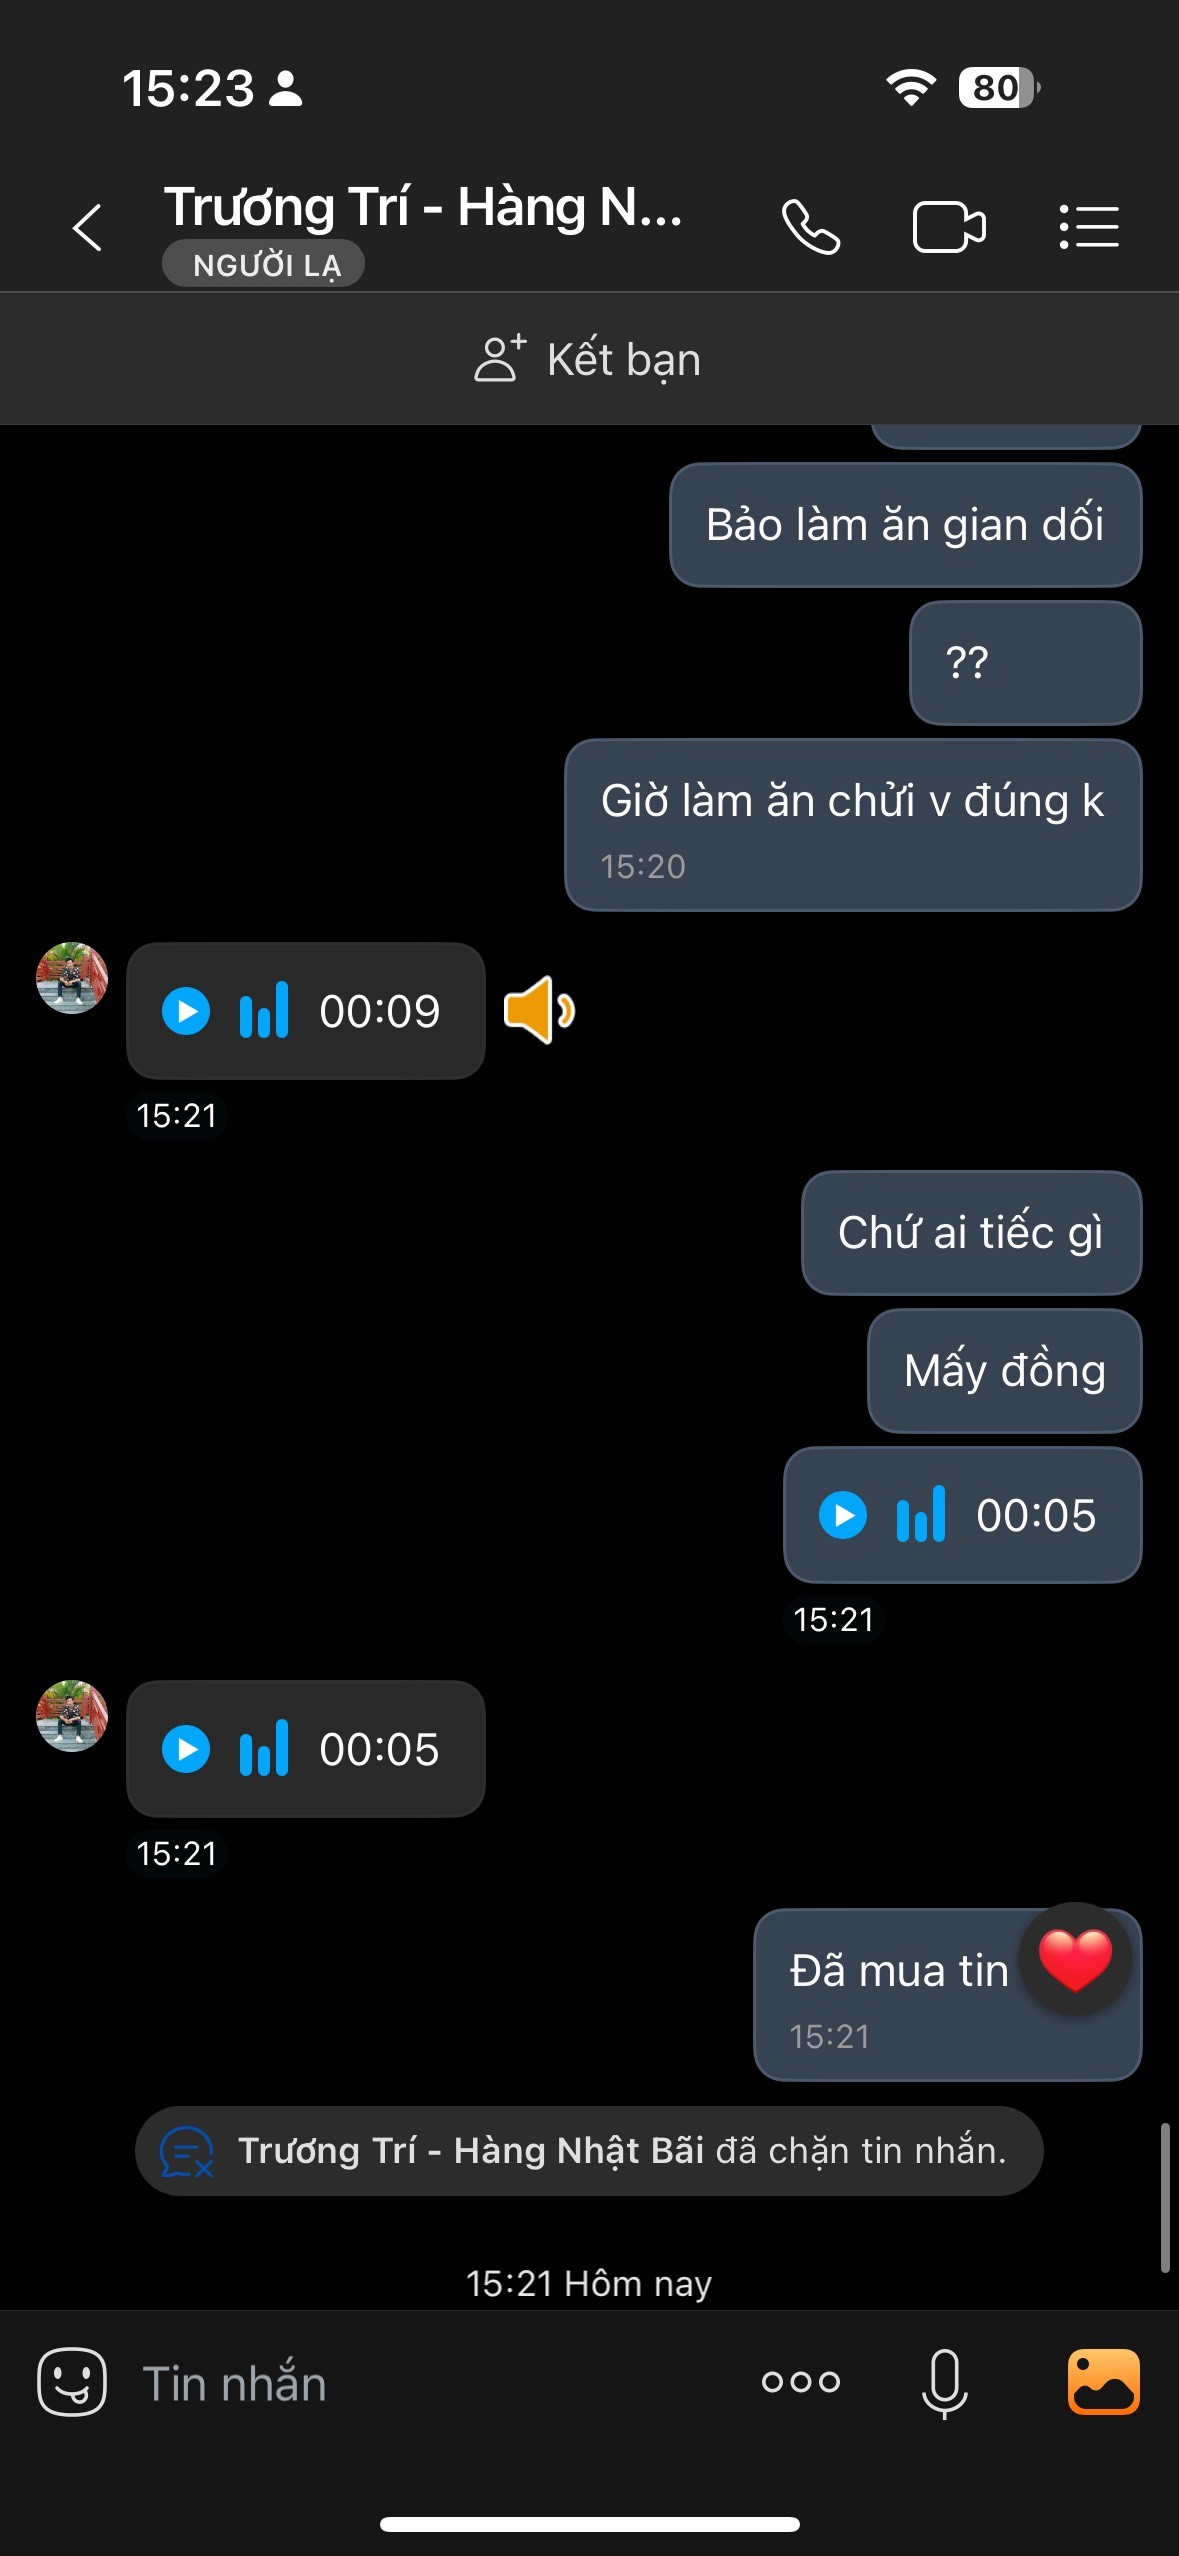 15:23
80
Trương Trí - Hàng N...
NGƯỜI LẠ
Kết bạn
Bảo làm ăn gian dối
??
Giờ làm ăn chửi v đúng k
15:20
00:09
15:21
Chứ ai tiếc gì
Mấy đồng
00:05
15:21
00:05
15:21
Đã mua tin
15:21
Trương Trí - Hàng Nhật Bãi đã chặn tin nhắn.
15:21 Hôm nay
Tin nhắn